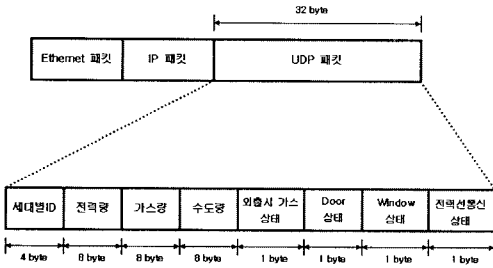 32 byte
Ethernet 패킷 IP 패킷 UDP 패킷
세대별ID 전력량 가스량 수도량 외출시 가스 상태 Door 상태 Window 상태 전력선통신 상태
4 byte 8 byte 8 byte 8 byte 1 byte 1 byte 1 byte 1 byte